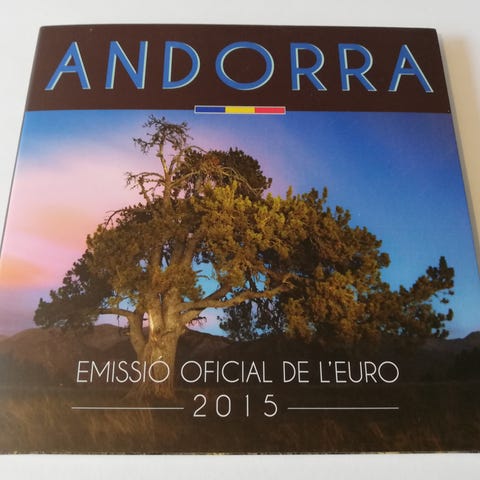 ANDORRA
EMISSIÓ OFICIAL DE L'EURO
2015